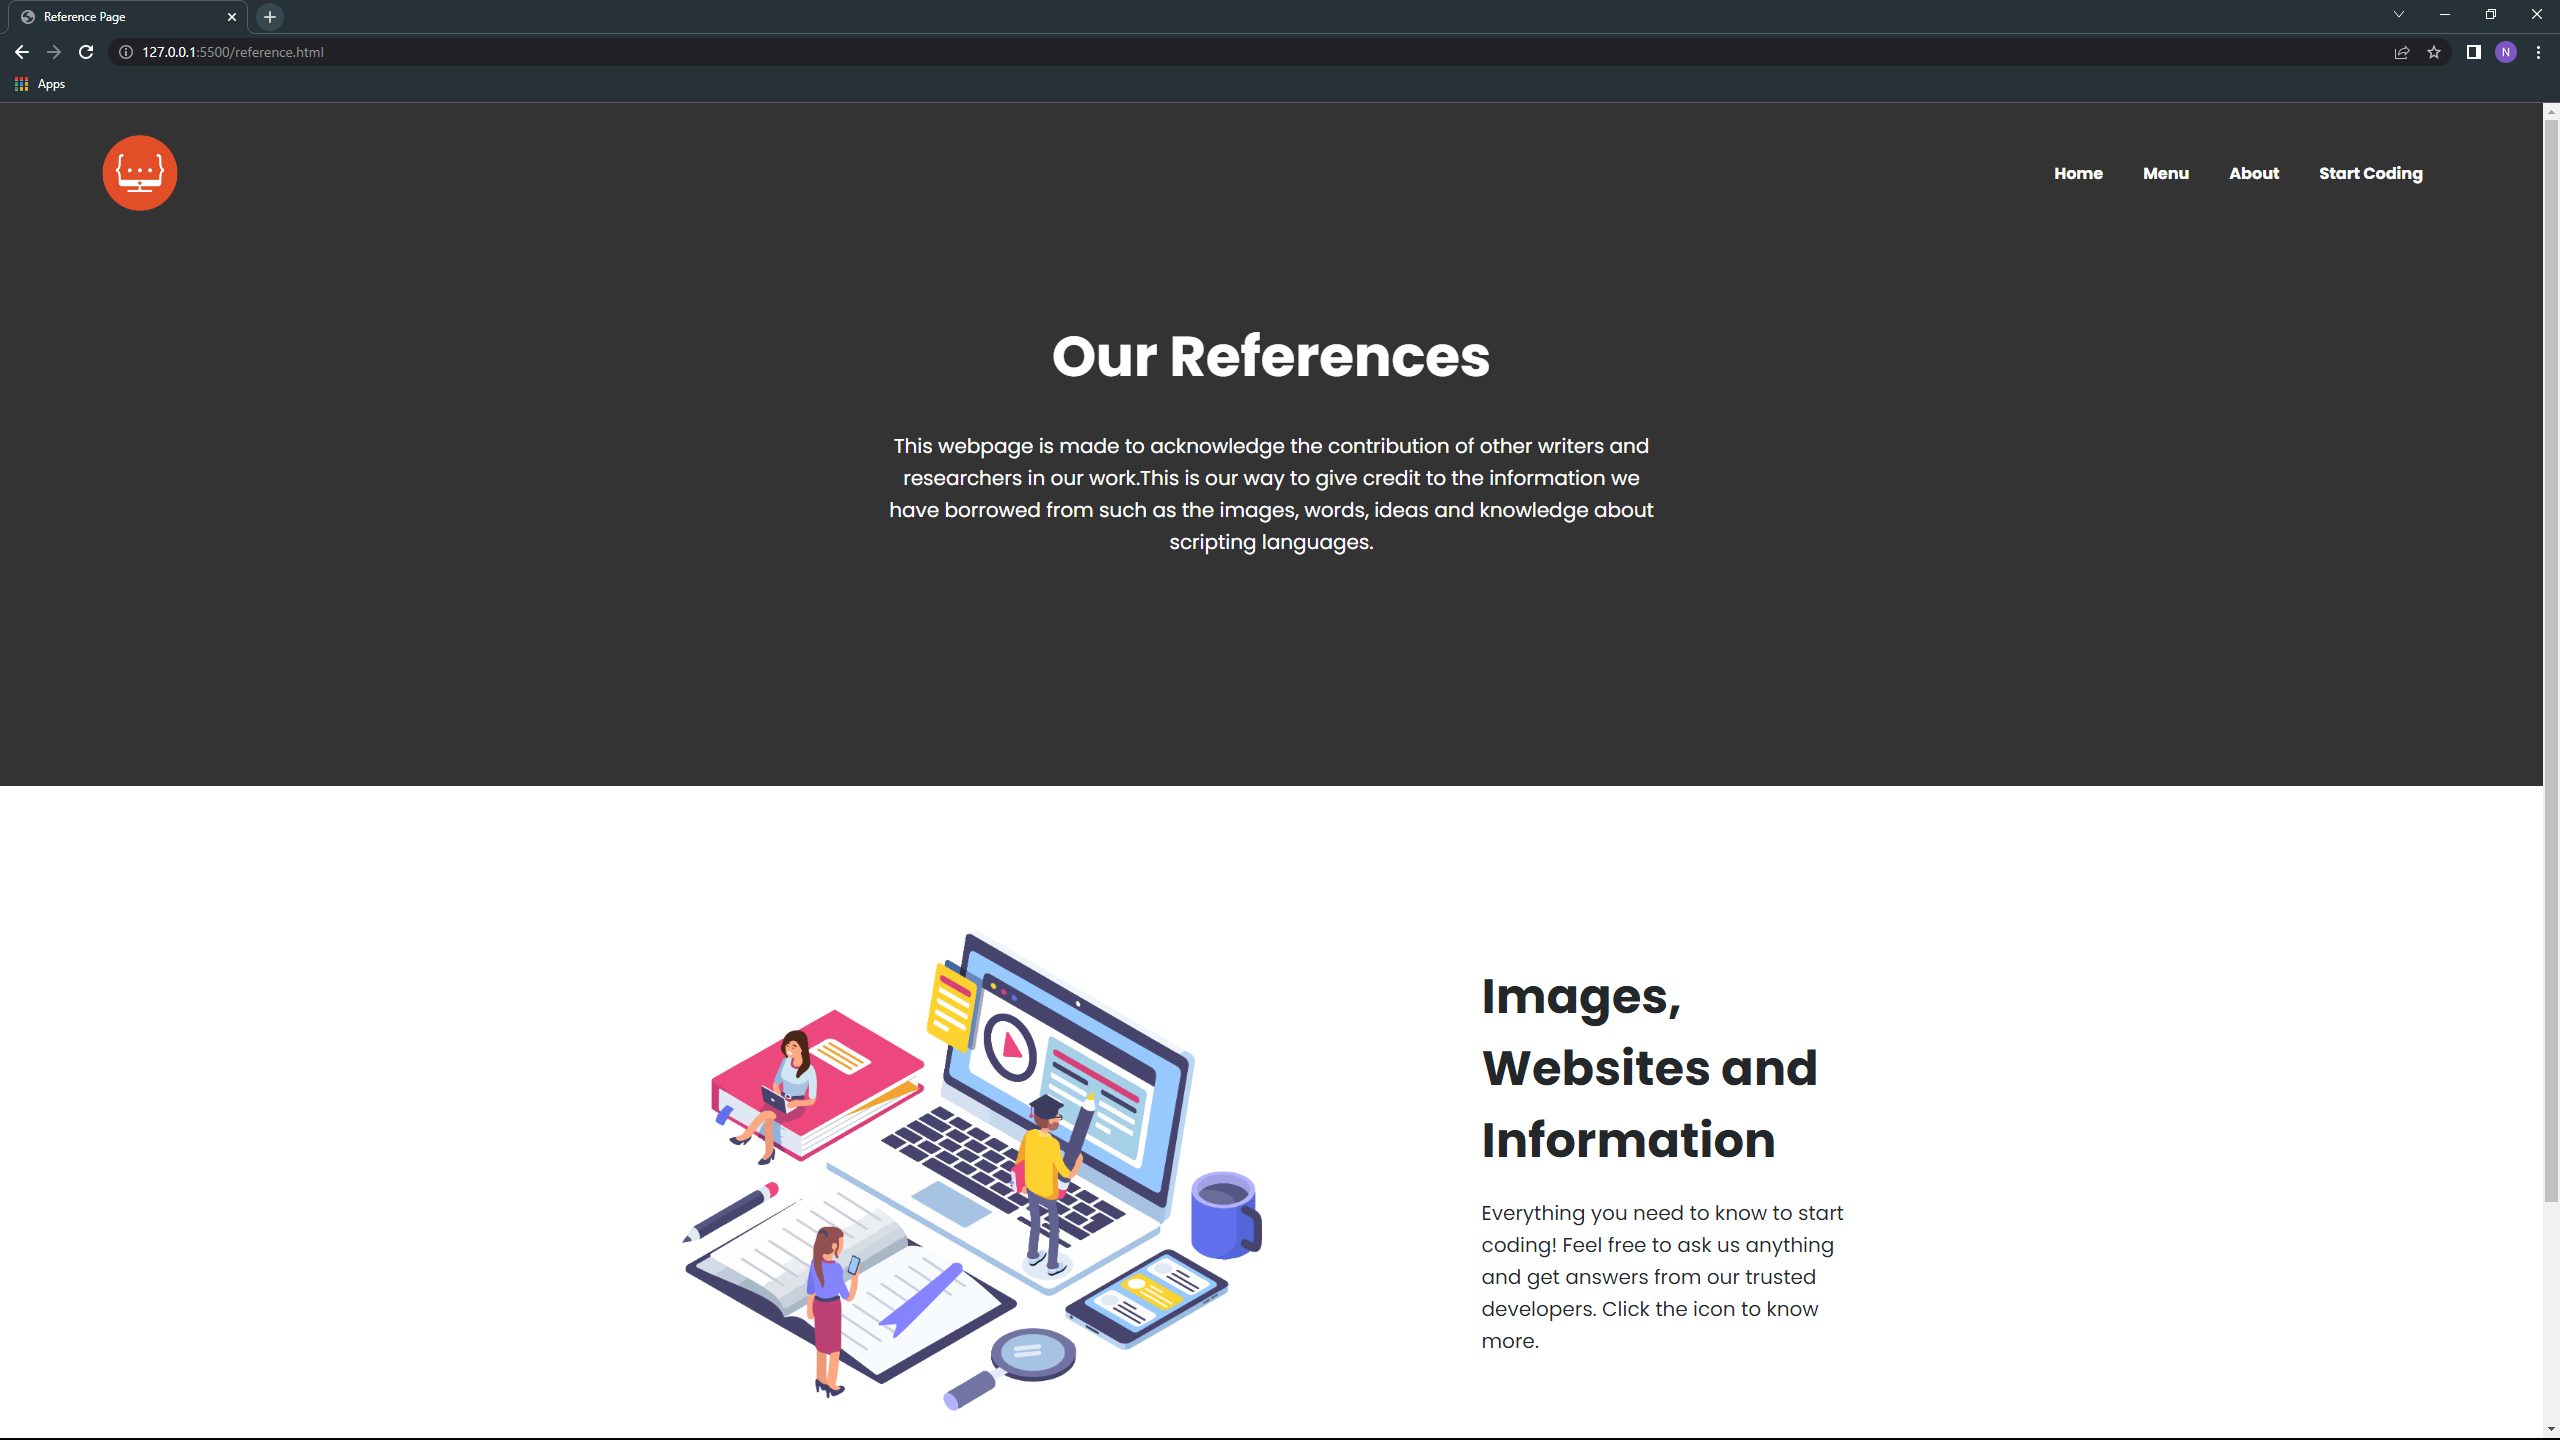 Reference Page
127.0.0.1:5500/reference.html
N
Apps
{...}
Home Menu About Start Coding
Our References
This webpage is made to acknowledge the contribution of other writers and
researchers in our work.This is our way to give credit to the information we
have borrowed from such as the images, words, ideas and knowledge about
scripting languages.
Images,
Websites and
Information
Everything you need to know to start
coding! Feel free to ask us anything
and get answers from our trusted
developers. Click the icon to know
more.